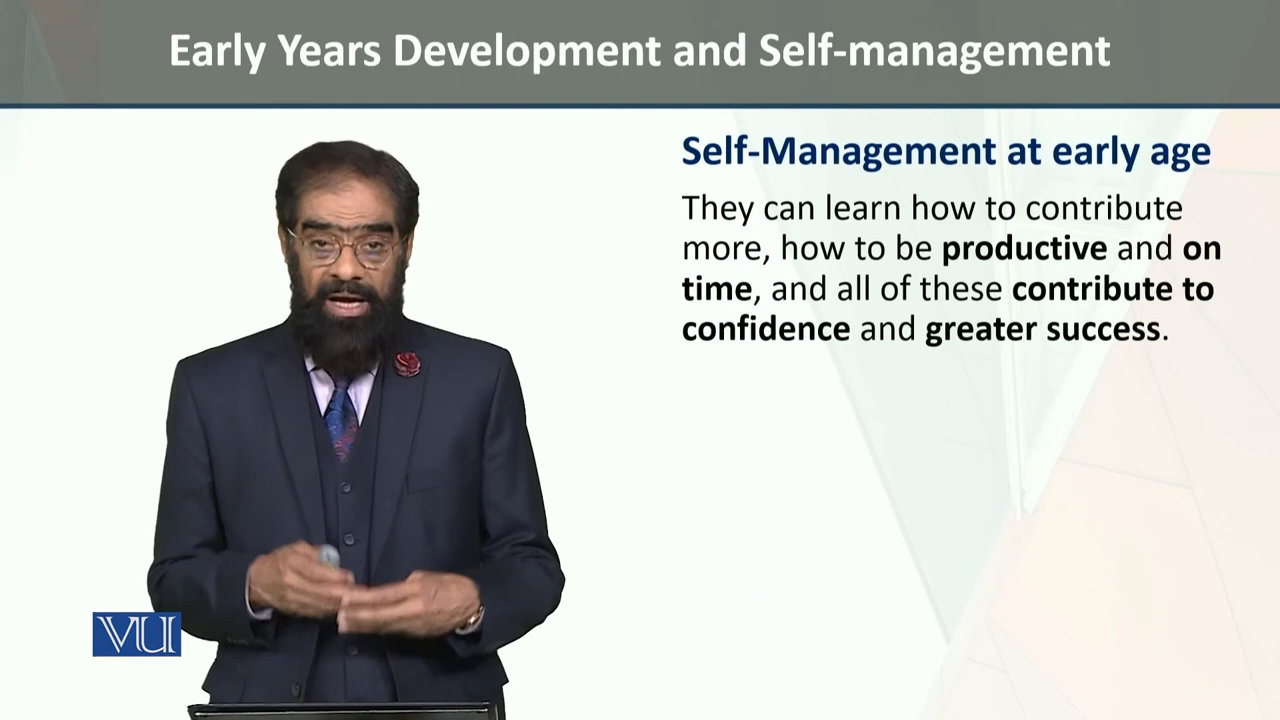 Early Years Development and Self-management
Self-Management at early age
They can learn how to contribute
more, how to be productive and on
time, and all of these contribute to
confidence and greater success.
VU